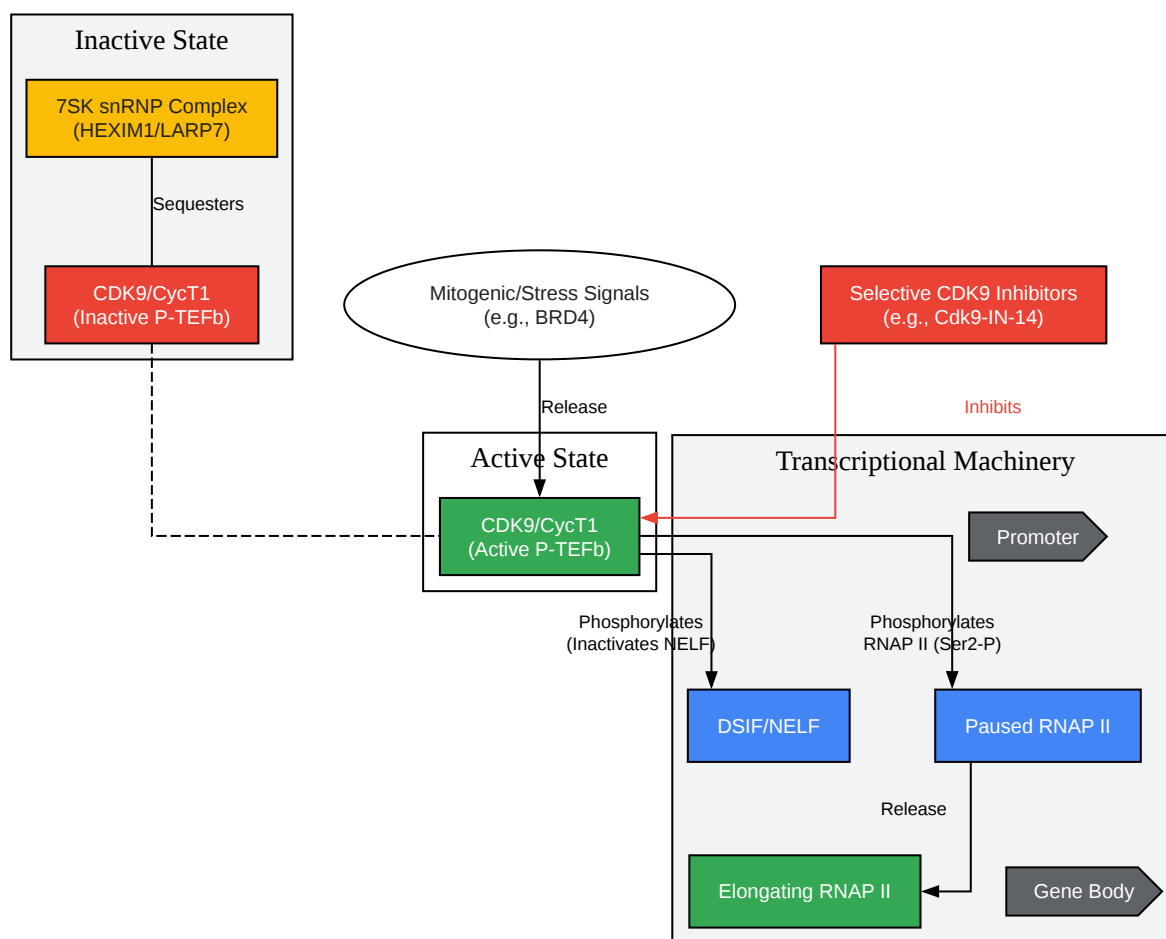 Inactive State
7SK snRNP Complex
(HEXIM1/LARP7)
Sequesters
CDK9/CycT1
(Inactive P-TEFb)
Mitogenic/Stress Signals
(e.g., BRD4)
Selective CDK9 Inhibitors
(e.g., Cdk9-IN-14)
Release
Inhibits
Active State
CDK9/CycT1
(Active P-TEFb)
Transcriptional Machinery
Promoter
Phosphorylates
(Inactivates NELF)
Phosphorylates
RNAP II (Ser2-P)
DSIF/NELF
Paused RNAP II
Release
Elongating RNAP II
Gene Body